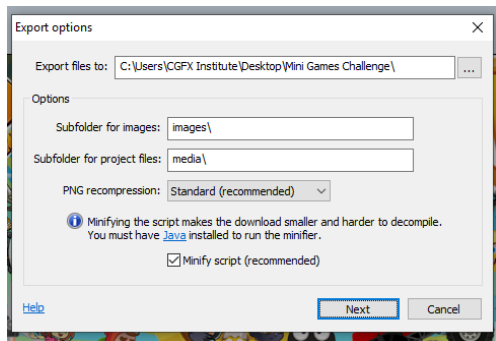 Export options
Export files to: C:\Users\CGFX Institute\Desktop\Mini Games Challenge\ ...
Options
Subfolder for images: images\
Subfolder for project files: media\
PNG recompression: Standard (recommended)
Minifying the script makes the download smaller and harder to decompile.
You must have Java installed to run the minifier.
Minify script (recommended)
Help Next Cancel